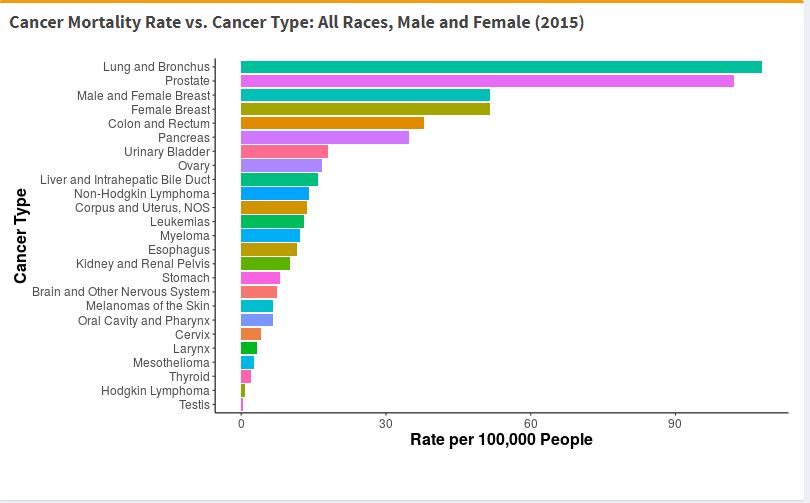 Cancer Mortality Rate vs. Cancer Type: All Races, Male and Female (2015)
Cancer Type
Lung and Bronchus
Prostate
Male and Female Breast
Female Breast
Colon and Rectum
Pancreas
Urinary Bladder
Ovary
Liver and Intrahepatic Bile Duct
Non-Hodgkin Lymphoma
Corpus and Uterus, NOS
Leukemias
Myeloma
Esophagus
Kidney and Renal Pelvis
Stomach
Brain and Other Nervous System
Melanomas of the Skin
Oral Cavity and Pharynx
Cervix
Larynx
Mesothelioma
Thyroid
Hodgkin Lymphoma
Testis
0 30 60 90
Rate per 100,000 People